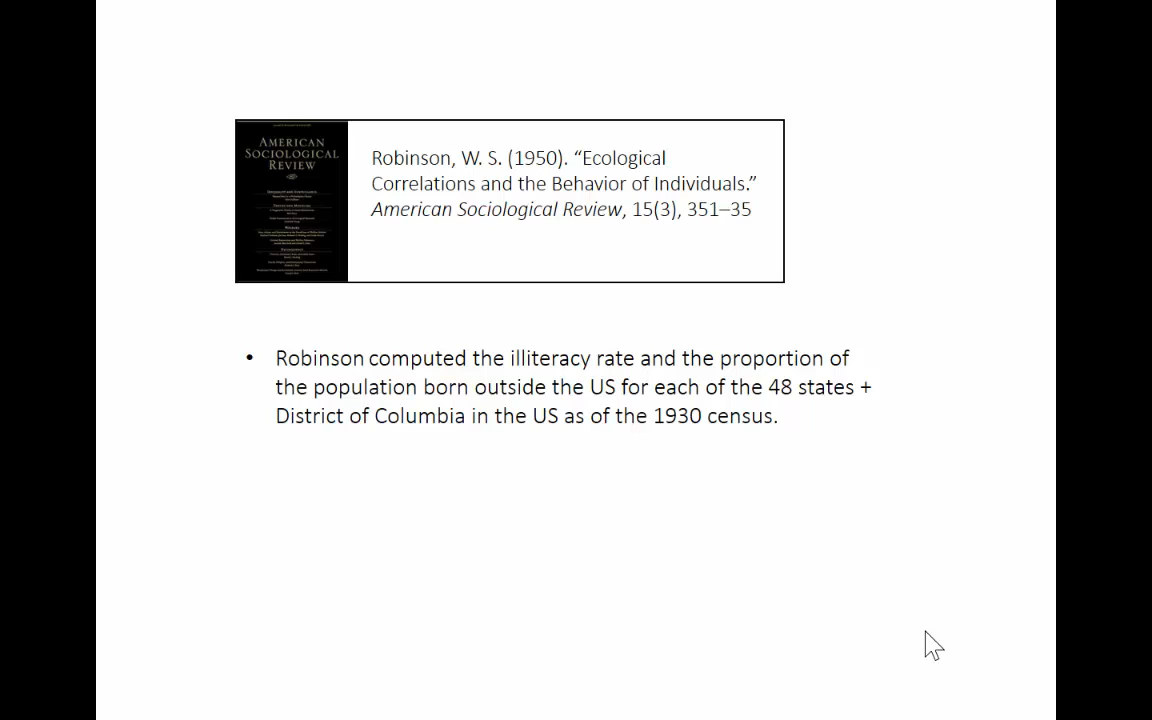 AMERICAN
SOCIOLOGICAL
REVIEW
Robinson, W. S. (1950). “Ecological
Correlations and the Behavior of Individuals.”
American Sociological Review, 15(3), 351–35
• Robinson computed the illiteracy rate and the proportion of
the population born outside the US for each of the 48 states +
District of Columbia in the US as of the 1930 census.